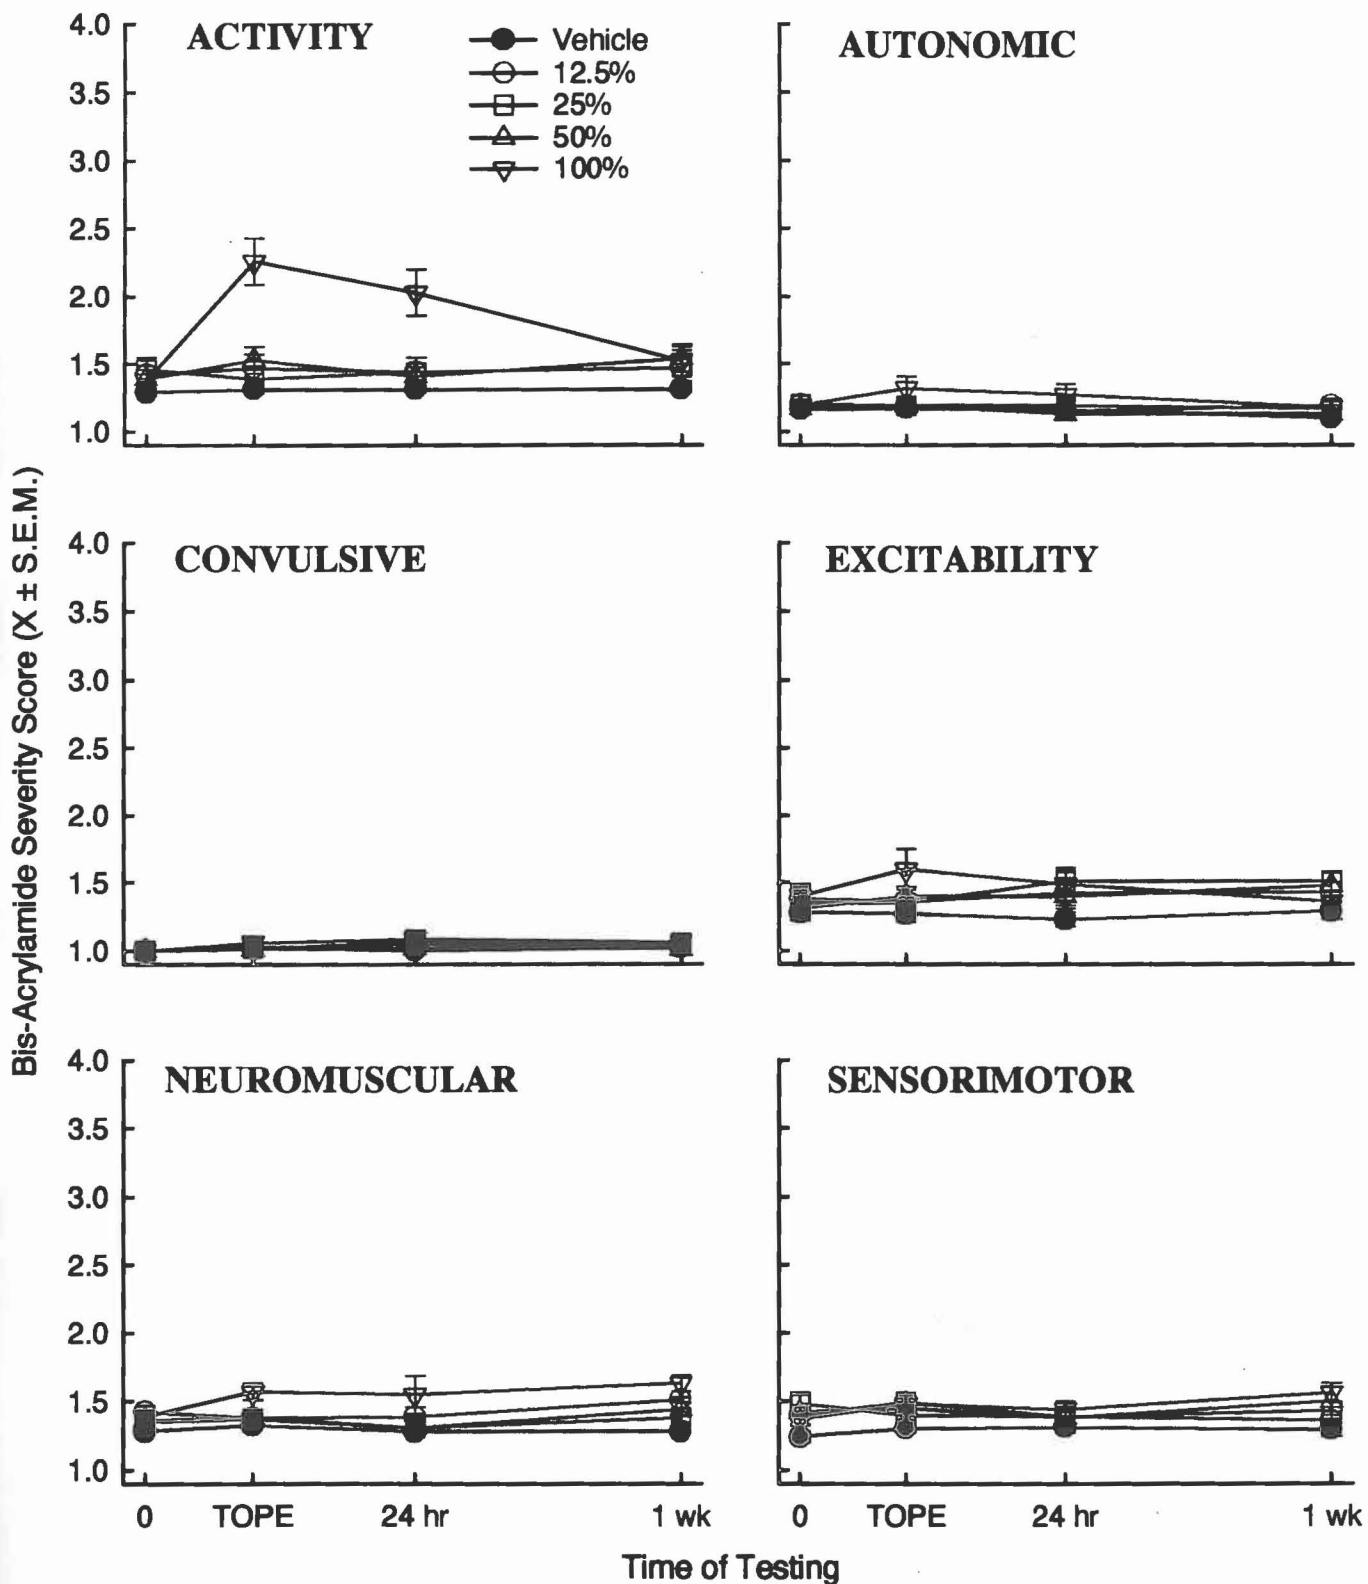 ACTIVITY
Vehicle
12.5%
25%
50%
100%
4.0
3.5
3.0
2.5
2.0
1.5
1.0
AUTONOMIC
Bis-Acrylamide Severity Score (X ± S.E.M.)
CONVULSIVE
4.0
3.5
3.0
2.5
2.0
1.5
1.0
EXCITABILITY
NEUROMUSCULAR
4.0
3.5
3.0
2.5
2.0
1.5
1.0
0 TOPE 24 hr 1 wk
SENSORIMOTOR
0 TOPE 24 hr 1 wk
Time of Testing